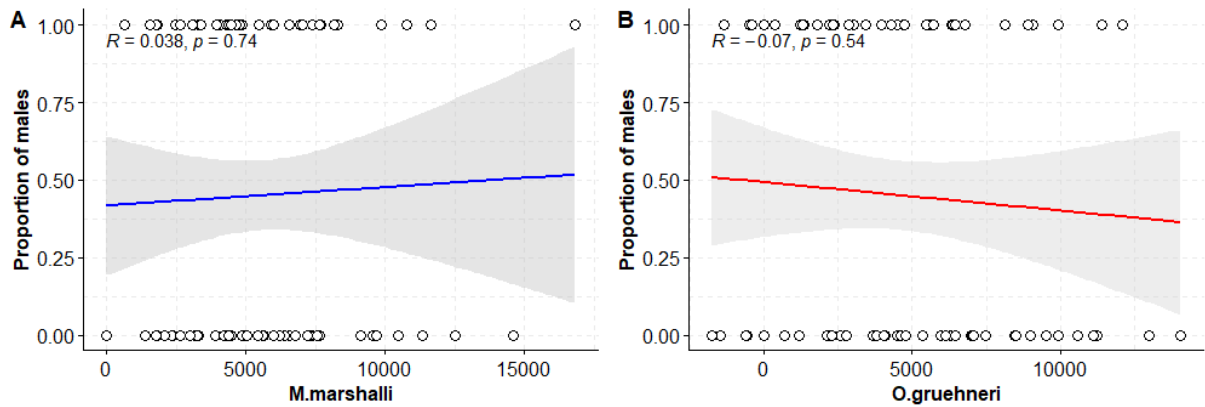 A
1.00
R = 0.038, p = 0.74
0.75
0.50
0.25
0.00
Proportion of males
0
5000
10000
15000
M.marshalli
B
1.00
R = −0.07, p = 0.54
0.75
0.50
0.25
0.00
Proportion of males
0
5000
10000
O.gruehneri